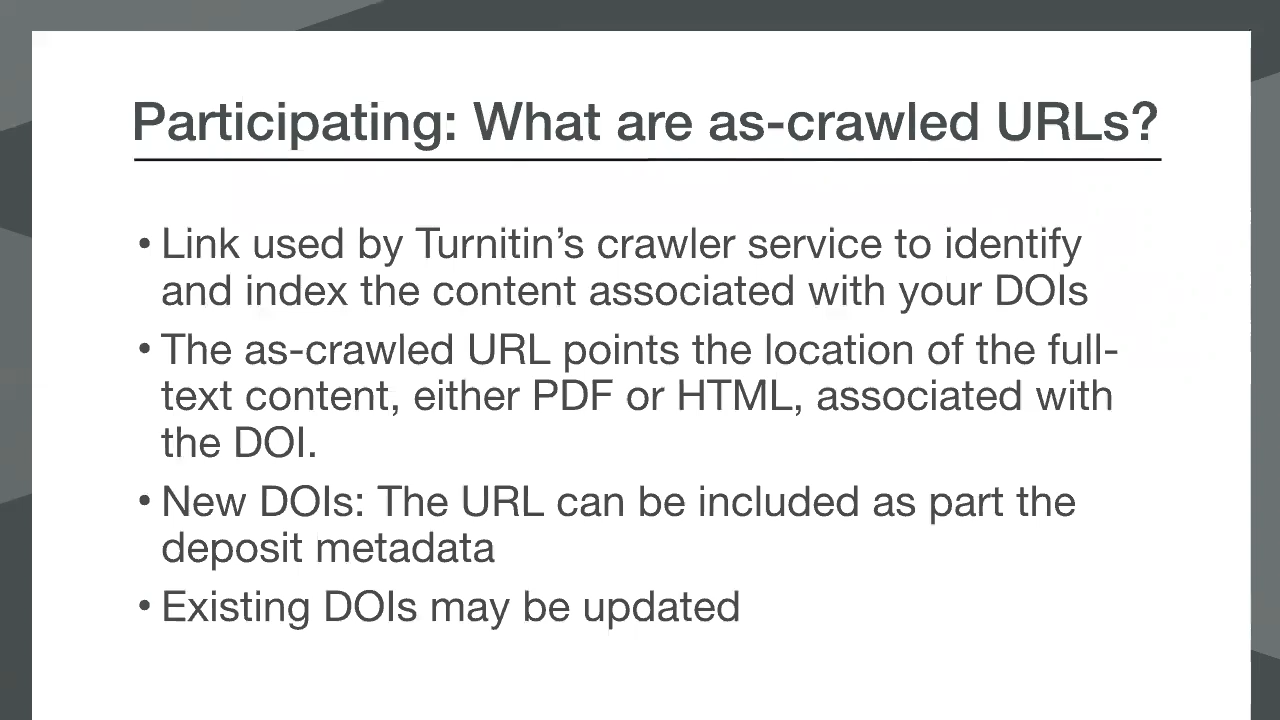 Participating: What are as-crawled URLs?
• Link used by Turnitin’s crawler service to identify
and index the content associated with your DOIs
• The as-crawled URL points the location of the full-
text content, either PDF or HTML, associated with
the DOI.
• New DOIs: The URL can be included as part the
deposit metadata
• Existing DOIs may be updated